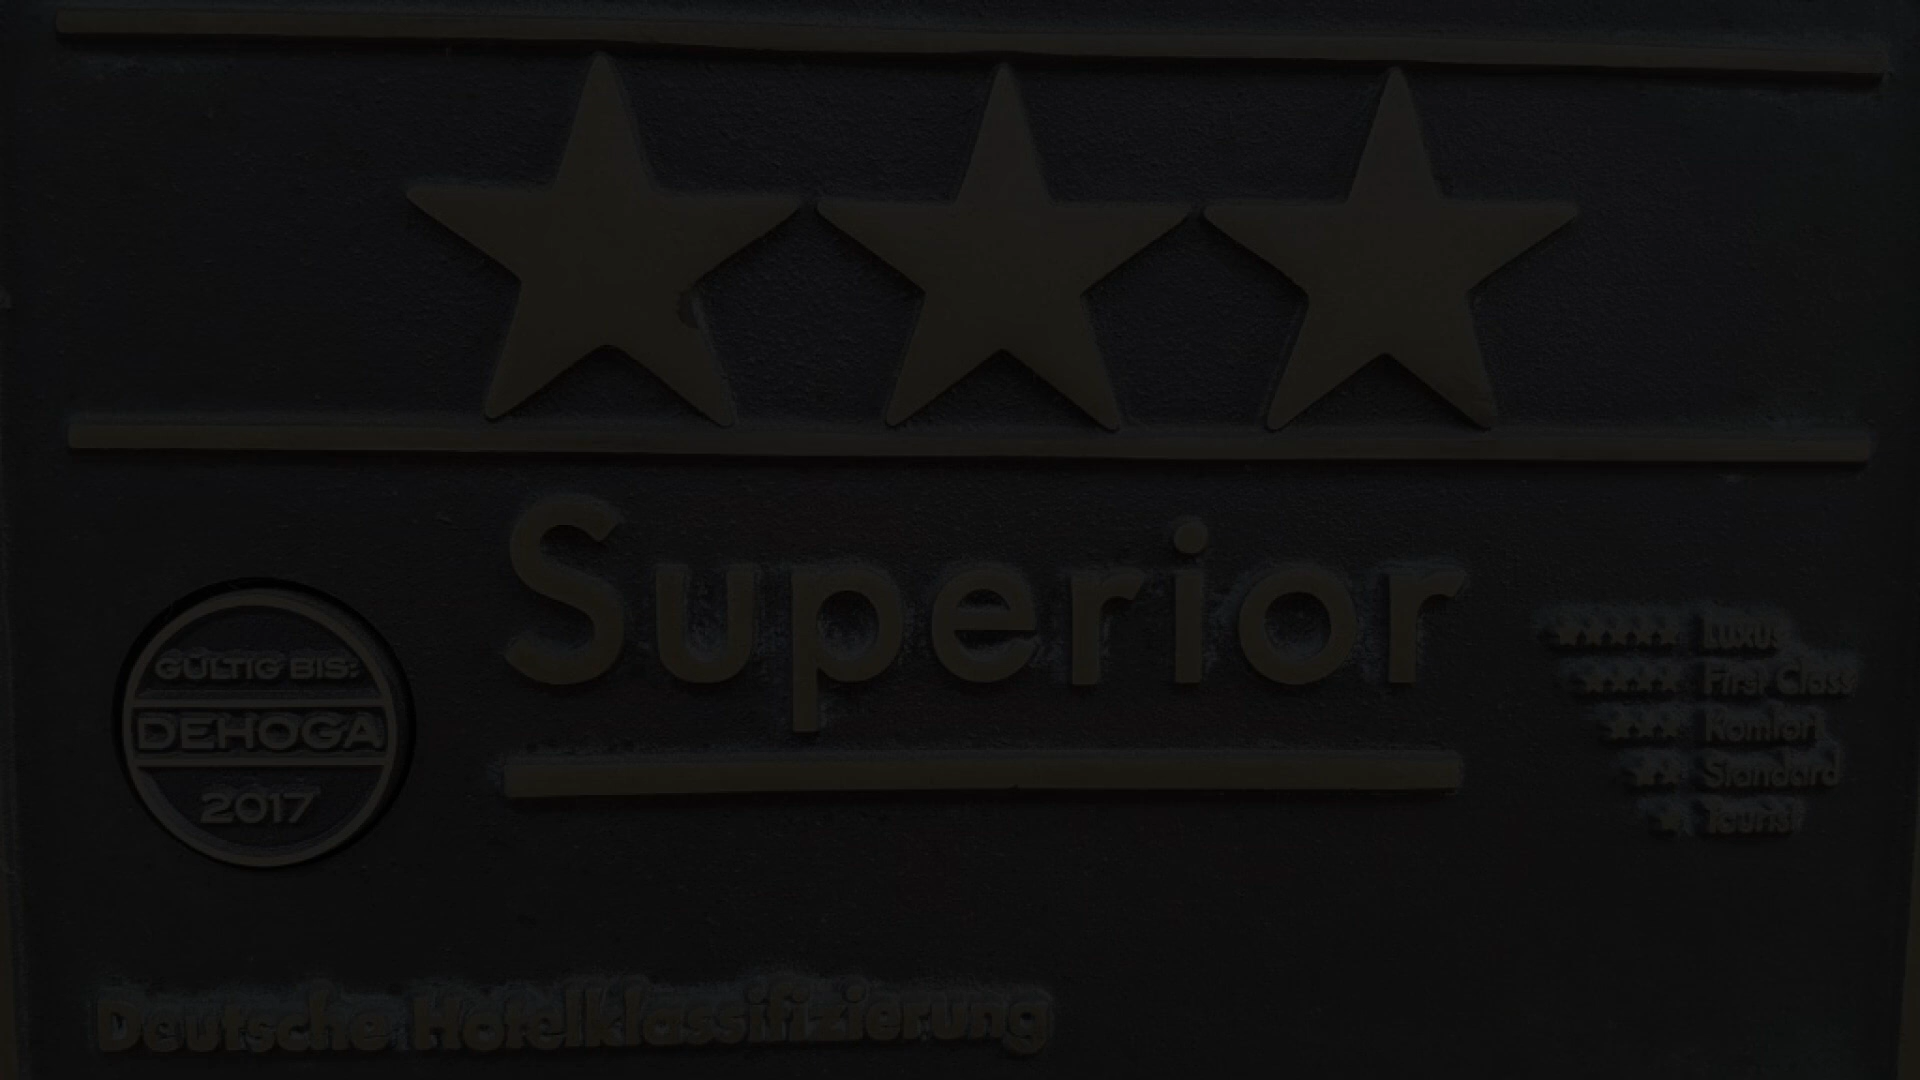 Superior
GÜLTIG BIS:
DEHOGA
2017
Luxus
First Class
Komfort
Standard
Tourist
Deutsche Hotelklassifizierung